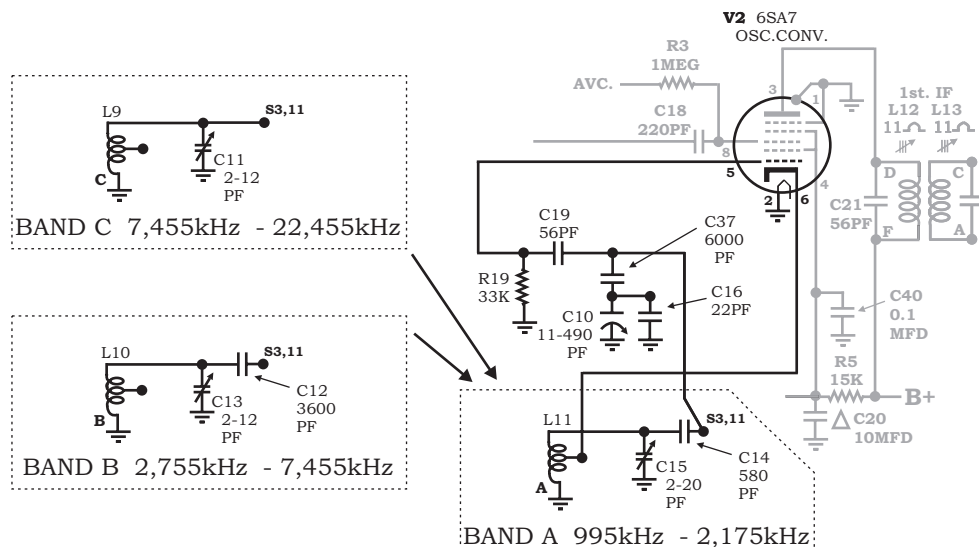 V2 6SA7
OSC.CONV.
R3
1MEG
AVC.
C18
220PF
3
1
8
5
4
2
6
1st. IF
L12 L13
11 11
D
C
C21
56PF
F
A
L9
S3,11
C11
2-12
PF
C
BAND C 7,455kHz - 22,455kHz
C19
56PF
C37
6000
PF
R19
33K
C10
11-490
PF
C16
22PF
C40
0.1
MFD
R5
15K
B+
C20
10MFD
L10
S3,11
C13
2-12
PF
C12
3600
PF
B
BAND B 2,755kHz - 7,455kHz
L11
S3,11
C15
2-20
PF
C14
580
PF
A
BAND A 995kHz - 2,175kHz